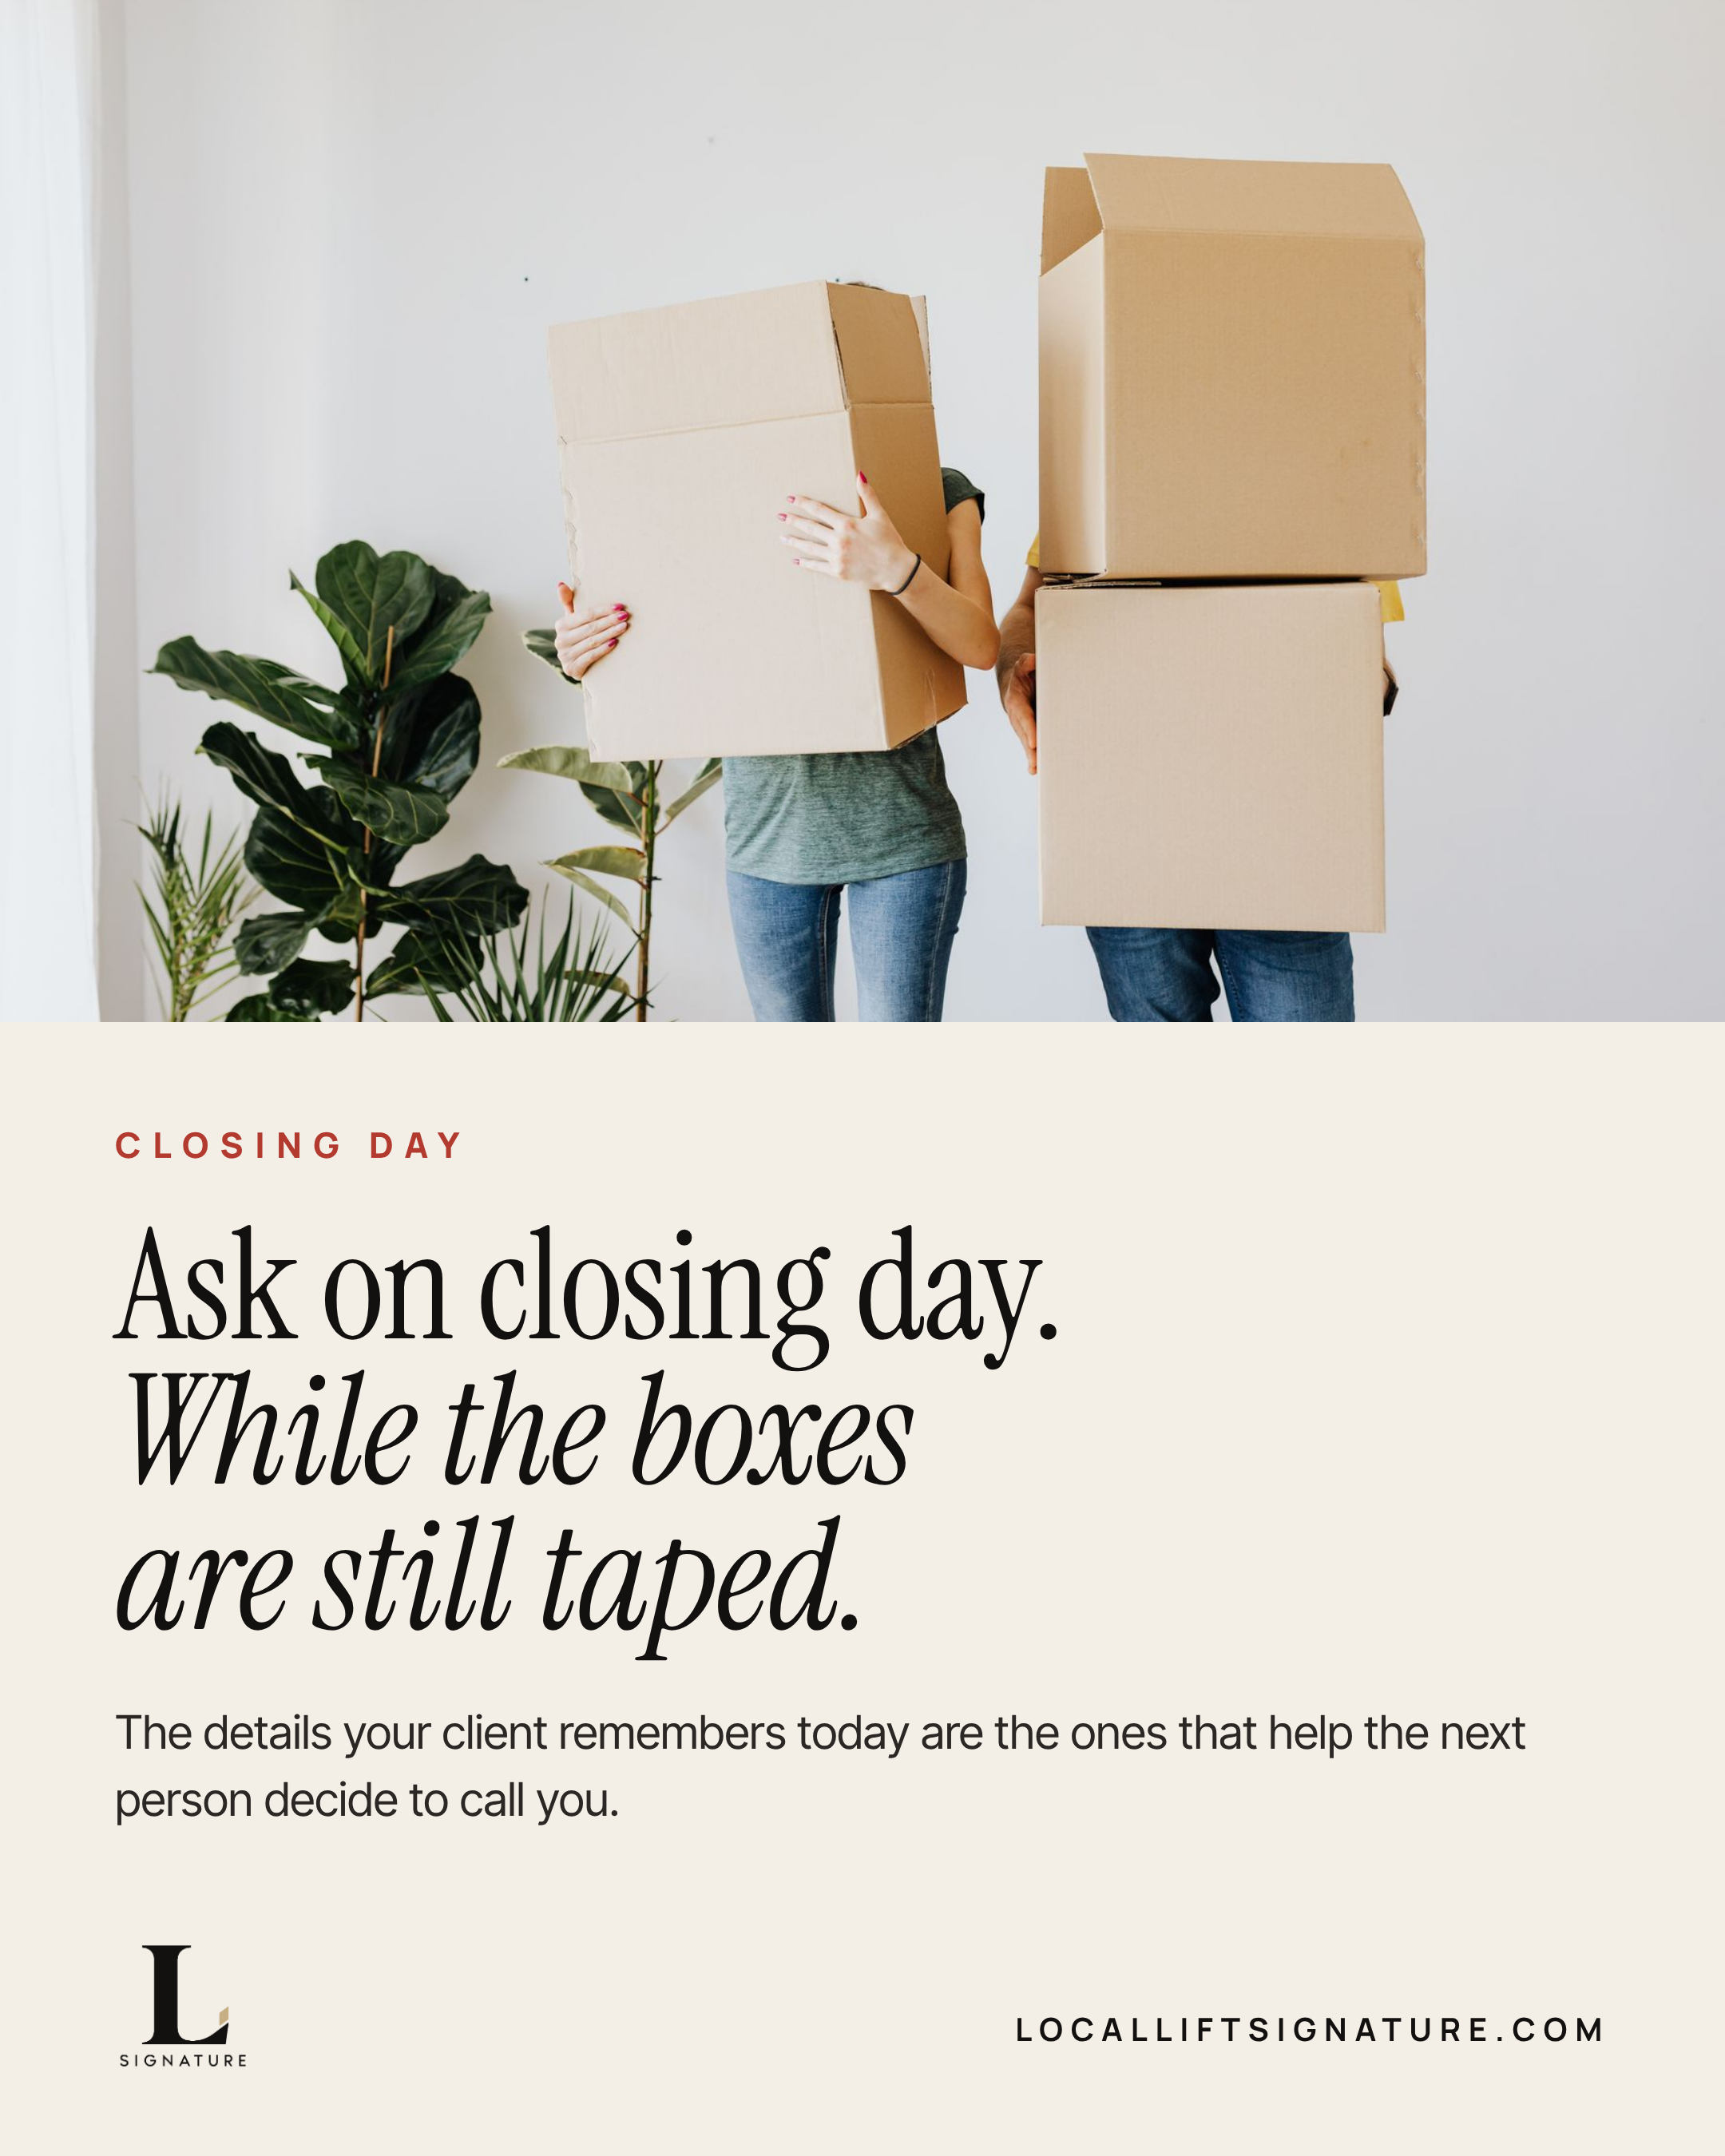 CLOSING DAY
Ask on closing day.
While the boxes
are still taped.
The details your client remembers today are the ones that help the next
person decide to call you.
L
SIGNATURE
LOCALLIFTSIGNATURE.COM